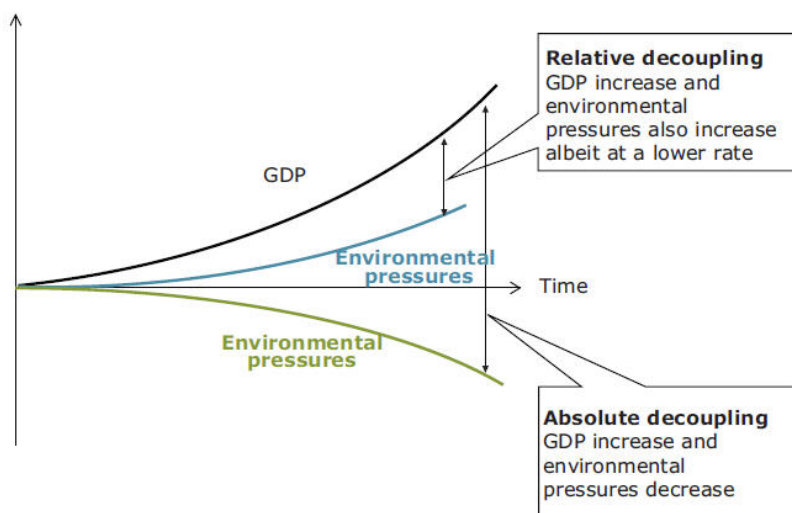 Relative decoupling
GDP increase and
environmental
pressures also increase
albeit at a lower rate
GDP
Environmental
pressures
Time
Environmental
pressures
Absolute decoupling
GDP increase and
environmental
pressures decrease